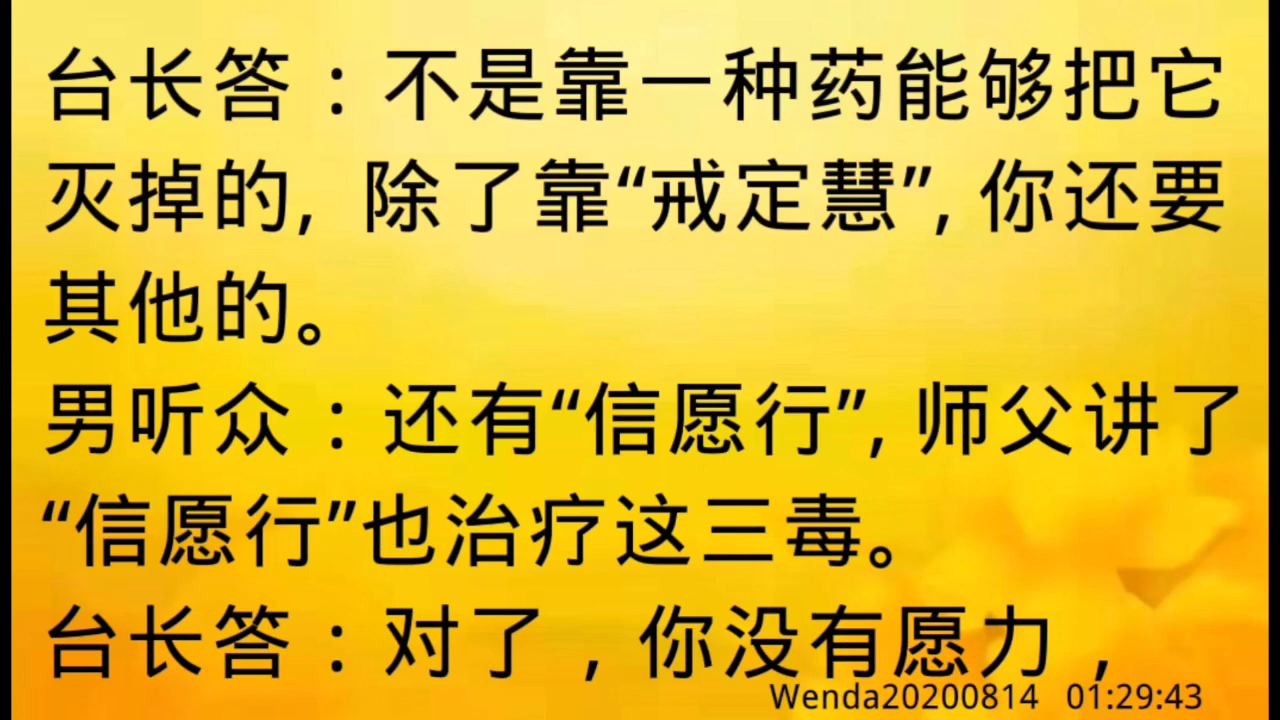 台长答：不是靠一种药能够把它
灭掉的, 除了靠“戒定慧”, 你还要
其他的。
男听众：还有“信愿行”, 师父讲了
“信愿行”也治疗这三毒。
台长答：对了，你没有愿力，
Wenda20200814 01:29:43